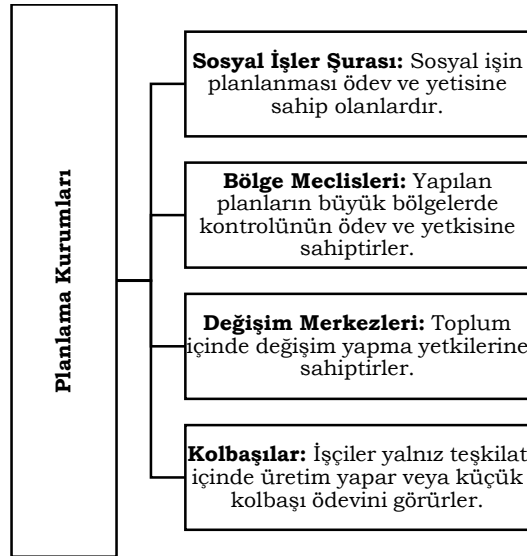 Planlama Kurumları
Sosyal İşler Şurası: Sosyal işin
planlanması ödev ve yetisine
sahip olanlardır.
Bölge Meclisleri: Yapılan
planların büyük bölgelerde
kontrolünün ödev ve yetkisine
sahiptirler.
Değişim Merkezleri: Toplum
içinde değişim yapma yetkilerine
sahiptirler.
Kolbaşılar: İşçiler yalnız teşkilat
içinde üretim yapar veya küçük
kolbaşı ödevini görürler.